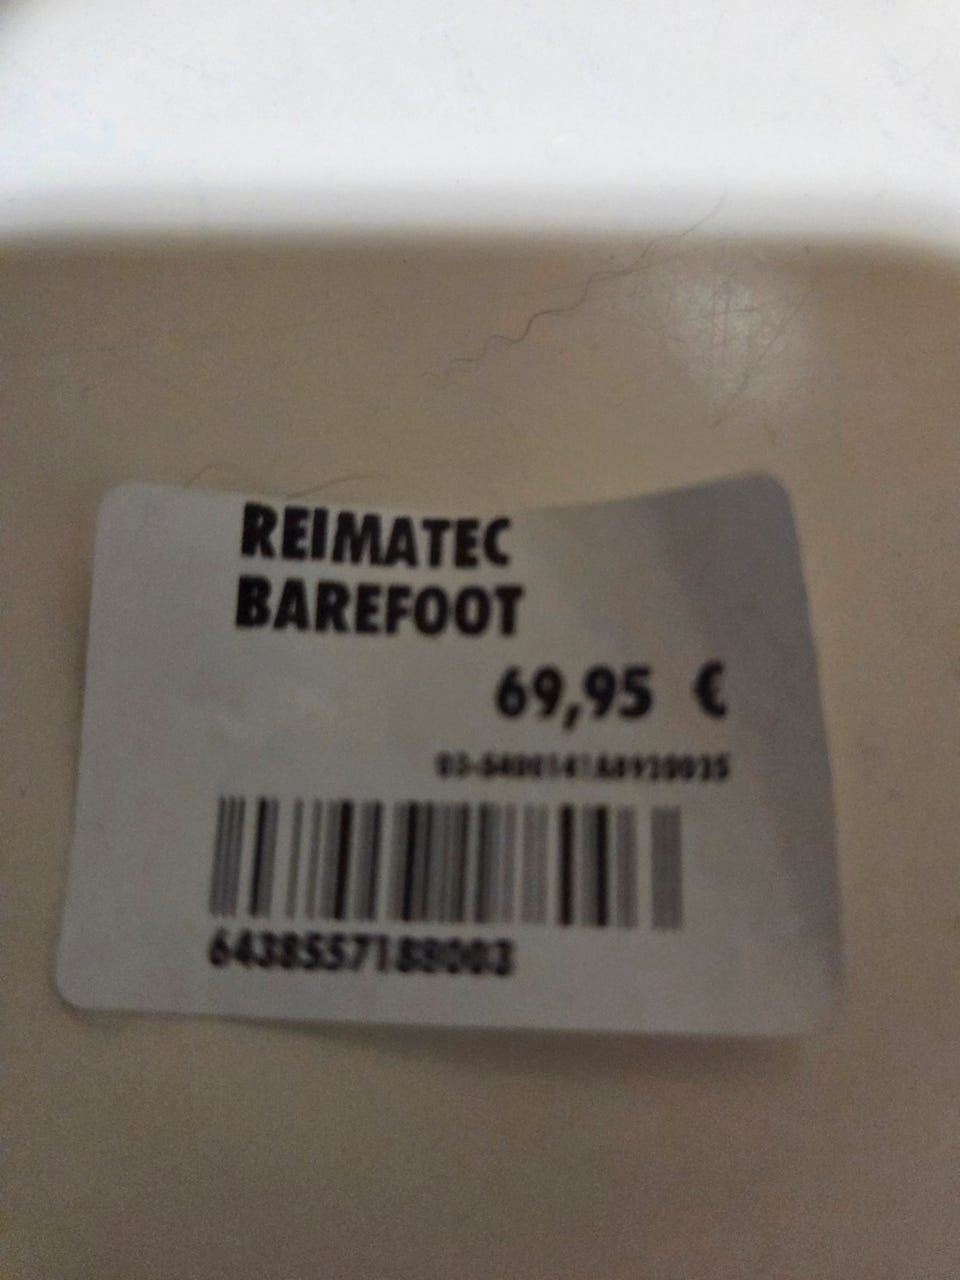 REIMATEC
BAREFOOT
69,95 €
6438557188003